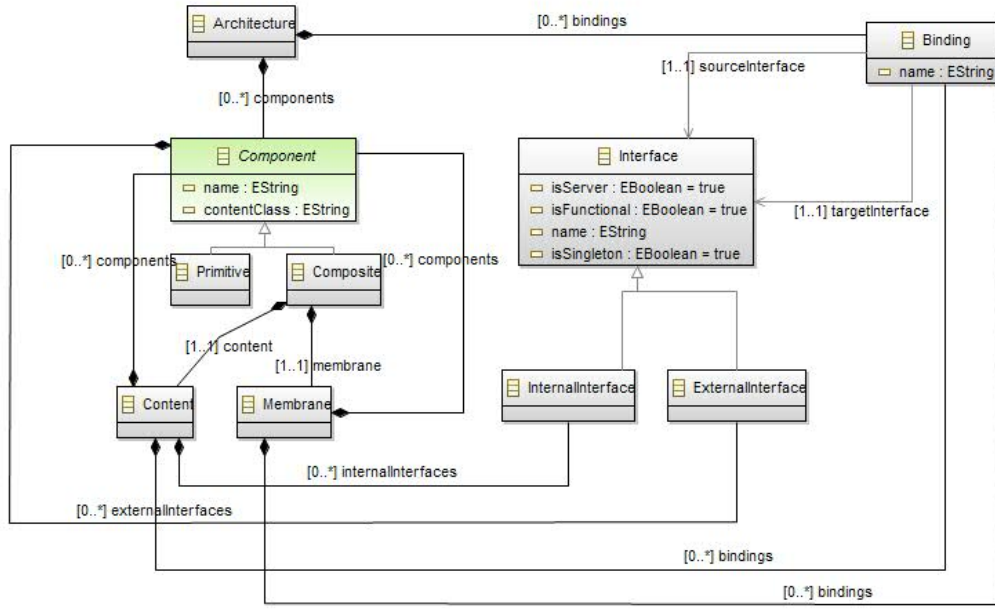 [0..*] bindings
Architecture
Binding
name : EString
[1..1] sourceInterface
[0..*] components
Component
name : EString
contentClass : EString
Interface
isServer : EBoolean = true
isFunctional : EBoolean = true
name : EString
isSingleton : EBoolean = true
[1..1] targetInterface
[0..*] components
Primitive
Composite
[0..*] components
[1..1] content
[1..1] membrane
Content
Membrane
InternalInterface
ExternalInterface
[0..*] internalInterfaces
[0..*] externalInterfaces
[0..*] bindings
[0..*] bindings